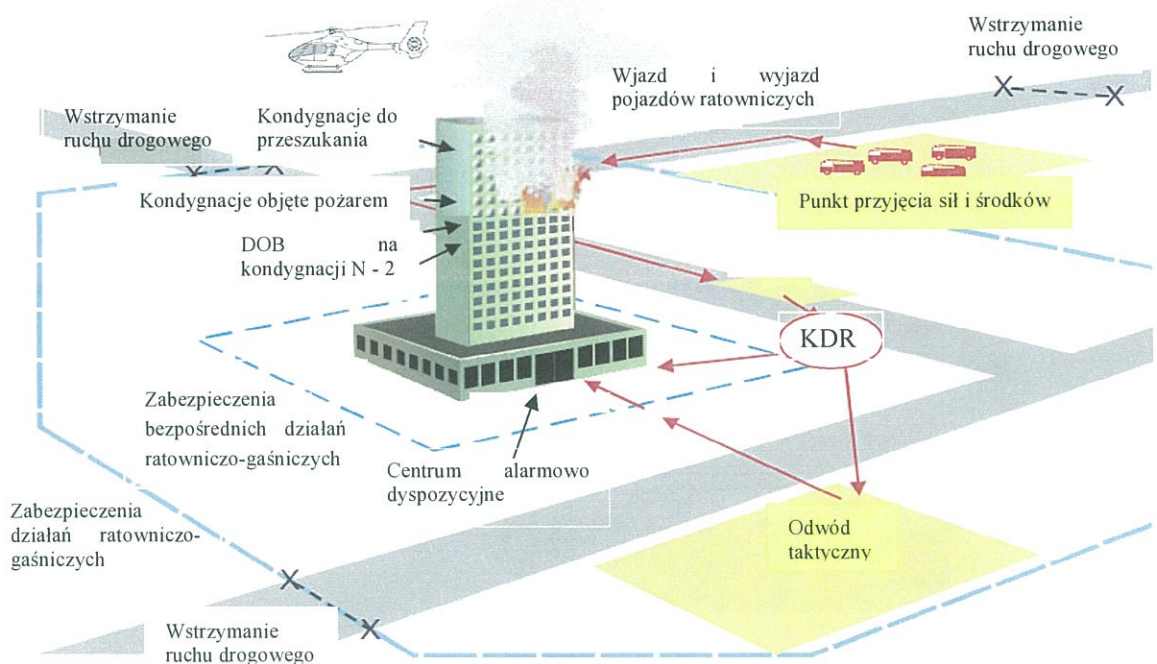 Wstrzymanie
ruchu drogowego
Wjazd i wyjazd
pojazdów ratowniczych
Wstrzymanie
ruchu drogowego
Kondygnacje do
przeszukania
Kondygnacje objęte pożarem
Punkt przyjęcia sił i środków
DOB na
kondygnacji N - 2
KDR
Zabezpieczenia
bezpośrednich działań
ratowniczo-gaśniczych
Centrum alarmowo
dyspozycyjne
Zabezpieczenia
działań ratowniczo-
gaśniczych
Odwód
taktyczny
Wstrzymanie
ruchu drogowego